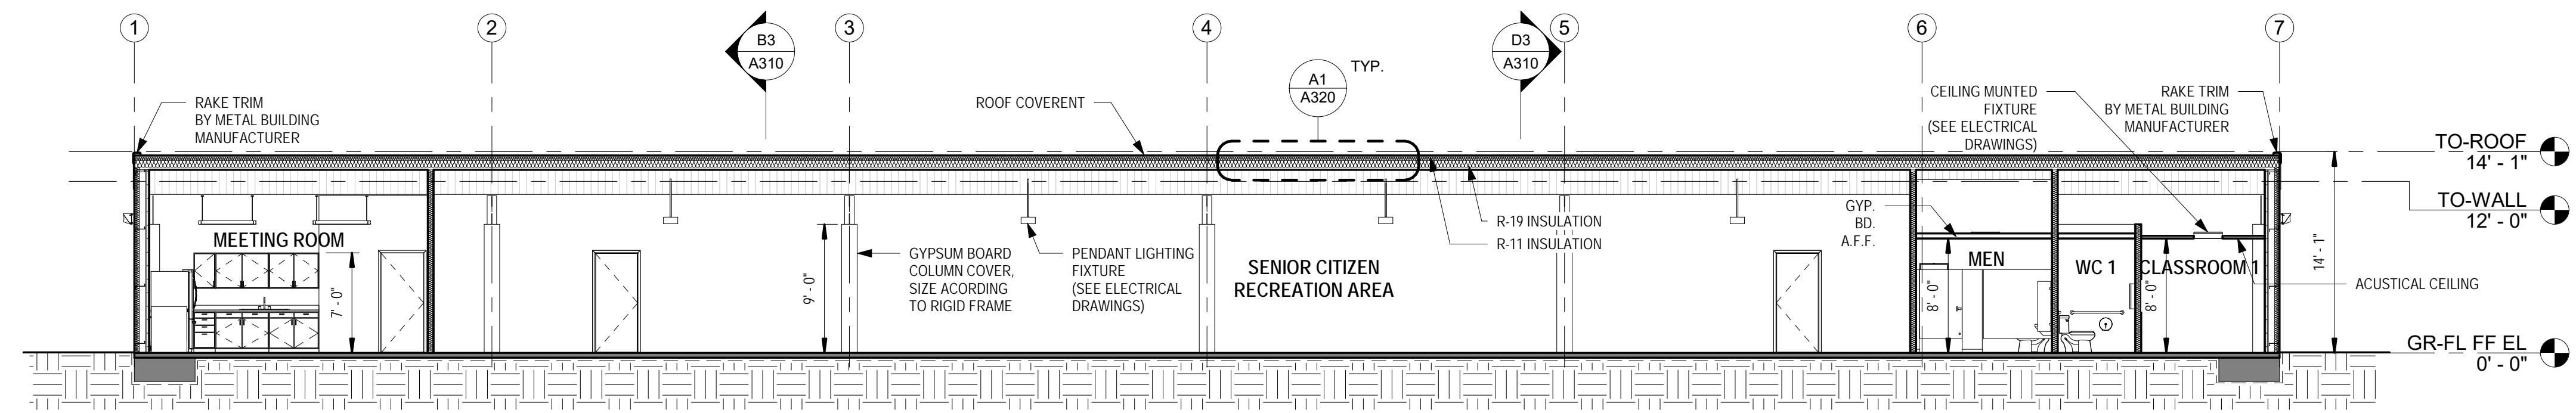 1
2
B3
A310
3
4
A1
A320
TYP.
D3
A310
5
6
7
RAKE TRIM
BY METAL BUILDING
MANUFACTURER
ROOF COVERENT
CEILING MUNTED
FIXTURE
(SEE ELECTRICAL
DRAWINGS)
RAKE TRIM
BY METAL BUILDING
MANUFACTURER
TO-ROOF
14' - 1"
TO-WALL
12' - 0"
GR-FL FF EL
0' - 0"
MEETING ROOM
7' - 0"
9' - 0"
GYPSUM BOARD
COLUMN COVER,
SIZE ACORDING
TO RIGID FRAME
PENDANT LIGHTING
FIXTURE
(SEE ELECTRICAL
DRAWINGS)
SENIOR CITIZEN
RECREATION AREA
R-19 INSULATION
R-11 INSULATION
GYP.
BD.
A.F.F.
MEN
8' - 0"
WC 1
CLASSROOM 1
8' - 0"
14' - 1"
ACUSTICAL CEILING